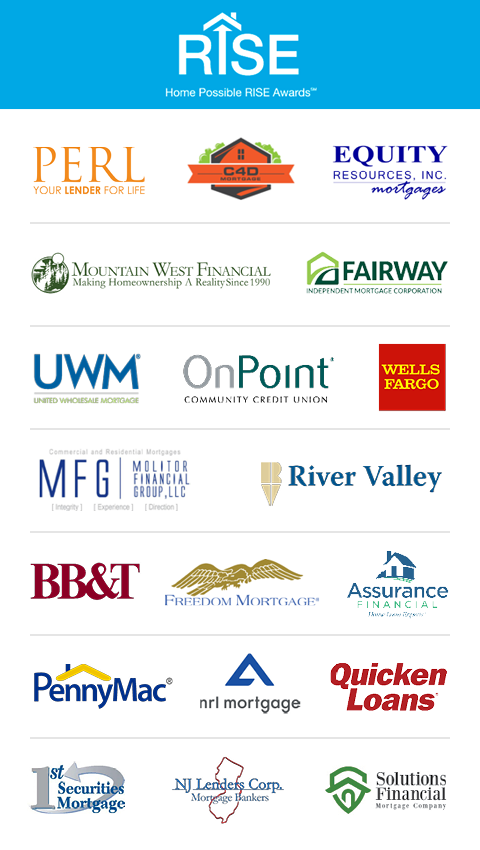 RISE
Home Possible RISE Awards℠
PERL
YOUR LENDER FOR LIFE
C4D
MORTGAGE
EQUITY
RESOURCES, INC.
mortgages
MOUNTAIN WEST FINANCIAL
Making Homeownership A Reality Since 1990
FAIRWAY
INDEPENDENT MORTGAGE CORPORATION
UWM®
UNITED WHOLESALE MORTGAGE
OnPoint®
COMMUNITY CREDIT UNION
WELLS
FARGO
Commercial and Residential Mortgages
MFG
MOLITOR
FINANCIAL
GROUP, LLC
[ Integrity ] [ Experience ] [ Direction ]
River Valley
BB&T
FREEDOM MORTGAGE®
Assurance
FINANCIAL
Home Loan Experts
PennyMac®
nrl mortgage
Quicken
Loans®
1st
Securities
Mortgage
NJ Lenders Corp.
Mortgage Bankers
Solutions
Financial
Mortgage Company